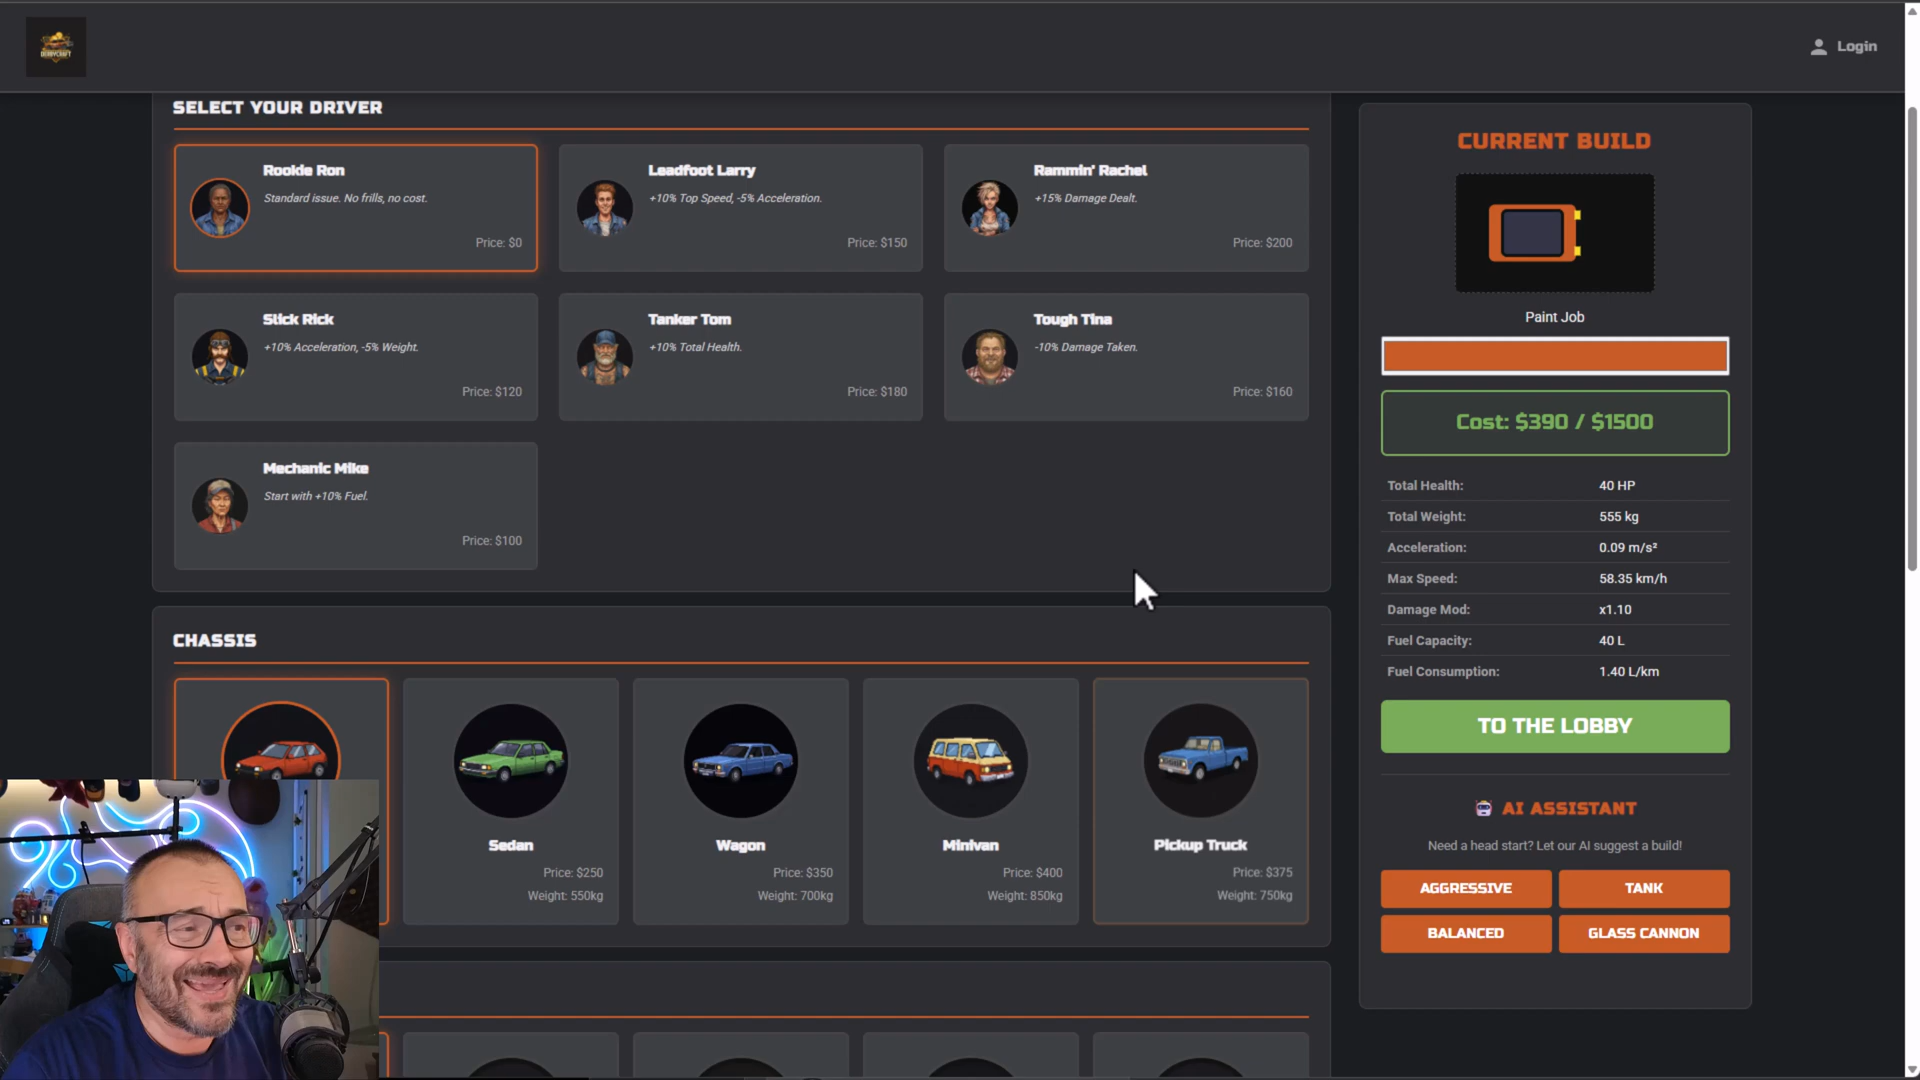 DERBYCRAFT
Login
SELECT YOUR DRIVER
Rookie Ron
Standard issue. No frills, no cost.
Price: $0
Leadfoot Larry
+10% Top Speed, -5% Acceleration.
Price: $150
Rammin' Rachel
+15% Damage Dealt.
Price: $200
Slick Rick
+10% Acceleration, -5% Weight.
Price: $120
Tanker Tom
+10% Total Health.
Price: $180
Tough Tina
-10% Damage Taken.
Price: $160
Mechanic Mike
Start with +10% Fuel.
Price: $100
CHASSIS
Sedan
Price: $250
Weight: 550kg
Wagon
Price: $350
Weight: 700kg
Minivan
Price: $400
Weight: 850kg
Pickup Truck
Price: $375
Weight: 750kg
CURRENT BUILD
Paint Job
Cost: $390 / $1500
Total Health: 40 HP
Total Weight: 555 kg
Acceleration: 0.09 m/s²
Max Speed: 58.35 km/h
Damage Mod: x1.10
Fuel Capacity: 40 L
Fuel Consumption: 1.40 L/km
TO THE LOBBY
AI ASSISTANT
Need a head start? Let our AI suggest a build!
AGGRESSIVE
TANK
BALANCED
GLASS CANNON